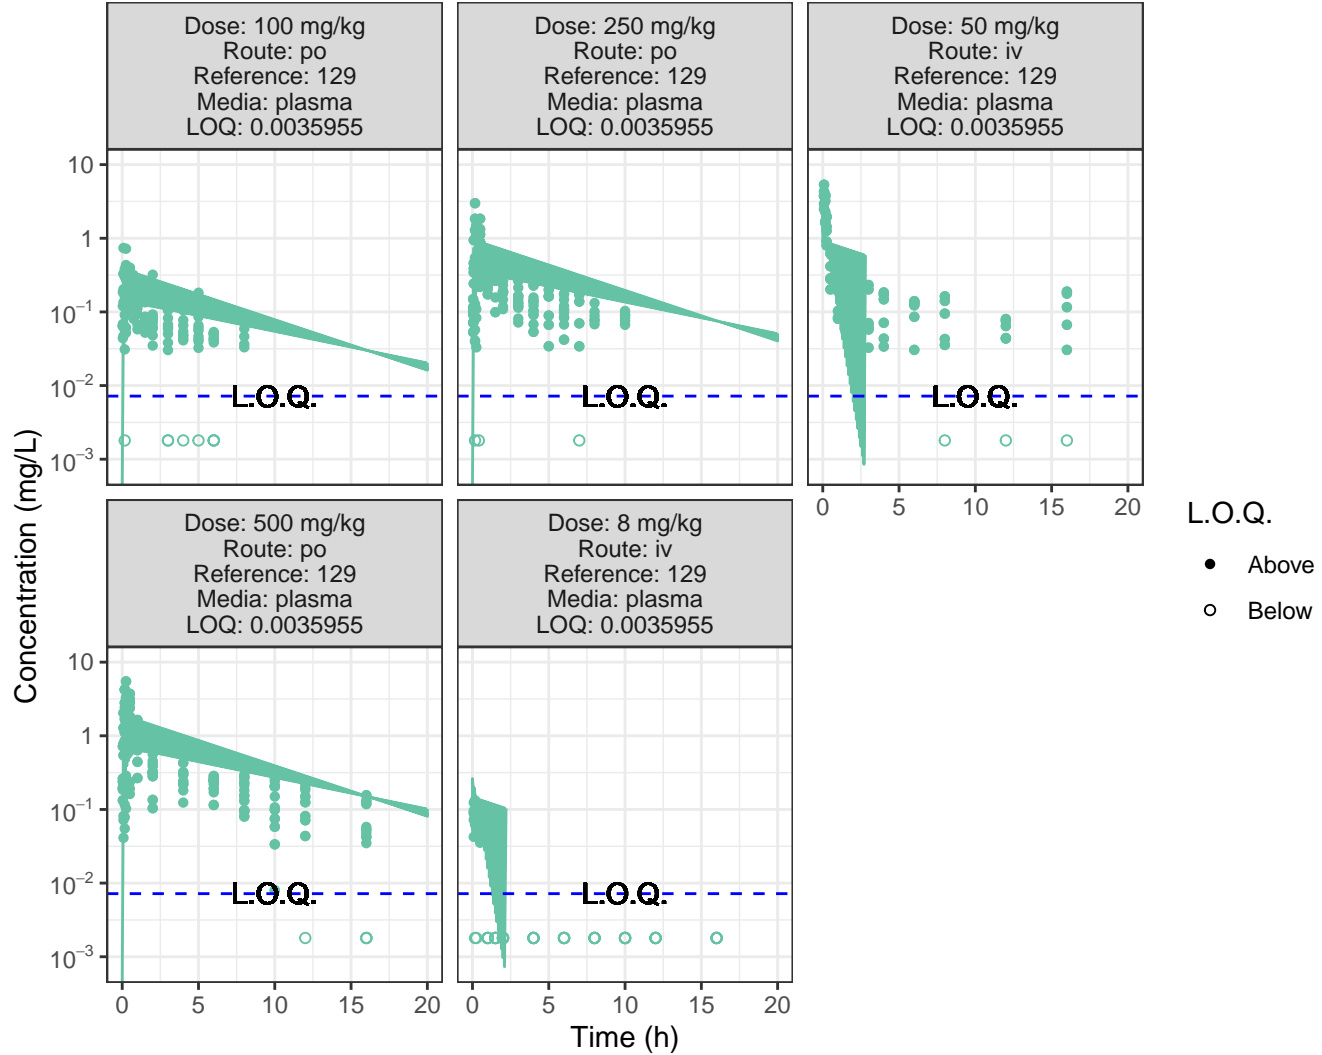 Dose: 100 mg/kg
Route: po
Reference: 129
Media: plasma
LOQ: 0.0035955
Dose: 250 mg/kg
Route: po
Reference: 129
Media: plasma
LOQ: 0.0035955
Dose: 50 mg/kg
Route: iv
Reference: 129
Media: plasma
LOQ: 0.0035955
10
1
10⁻¹
10⁻²
10⁻³
L.O.Q.
L.O.Q.
L.O.Q.
0 5 10 15 20
Dose: 500 mg/kg
Route: po
Reference: 129
Media: plasma
LOQ: 0.0035955
Dose: 8 mg/kg
Route: iv
Reference: 129
Media: plasma
LOQ: 0.0035955
10
1
10⁻¹
10⁻²
10⁻³
L.O.Q.
L.O.Q.
0 5 10 15 20
0 5 10 15 20
Time (h)
Concentration (mg/L)
L.O.Q.
Above
Below